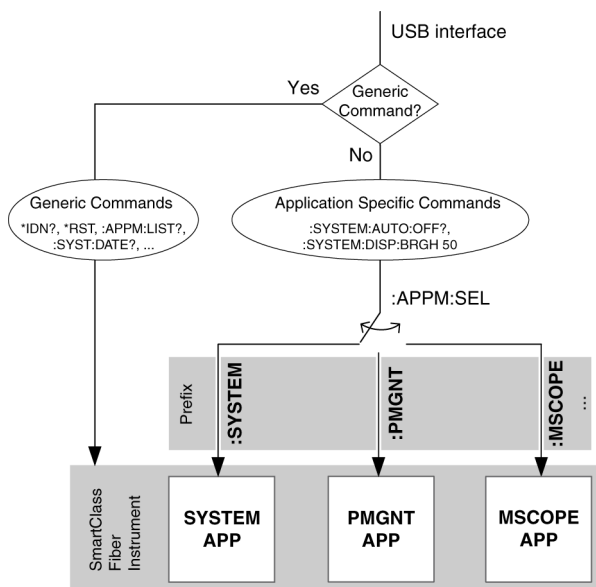 USB interface
Yes
Generic
Command?
No
Generic Commands
*IDN?, *RST, :APPM:LIST?,
:SYST:DATE?, ...
Application Specific Commands
:SYSTEM:AUTO:OFF?,
:SYSTEM:DISP:BRGH 50
:APPM:SEL
Prefix
:SYSTEM
:PMGNT
:MSCOPE
...
SmartClass
Fiber
Instrument
SYSTEM
APP
PMGNT
APP
MSCOPE
APP